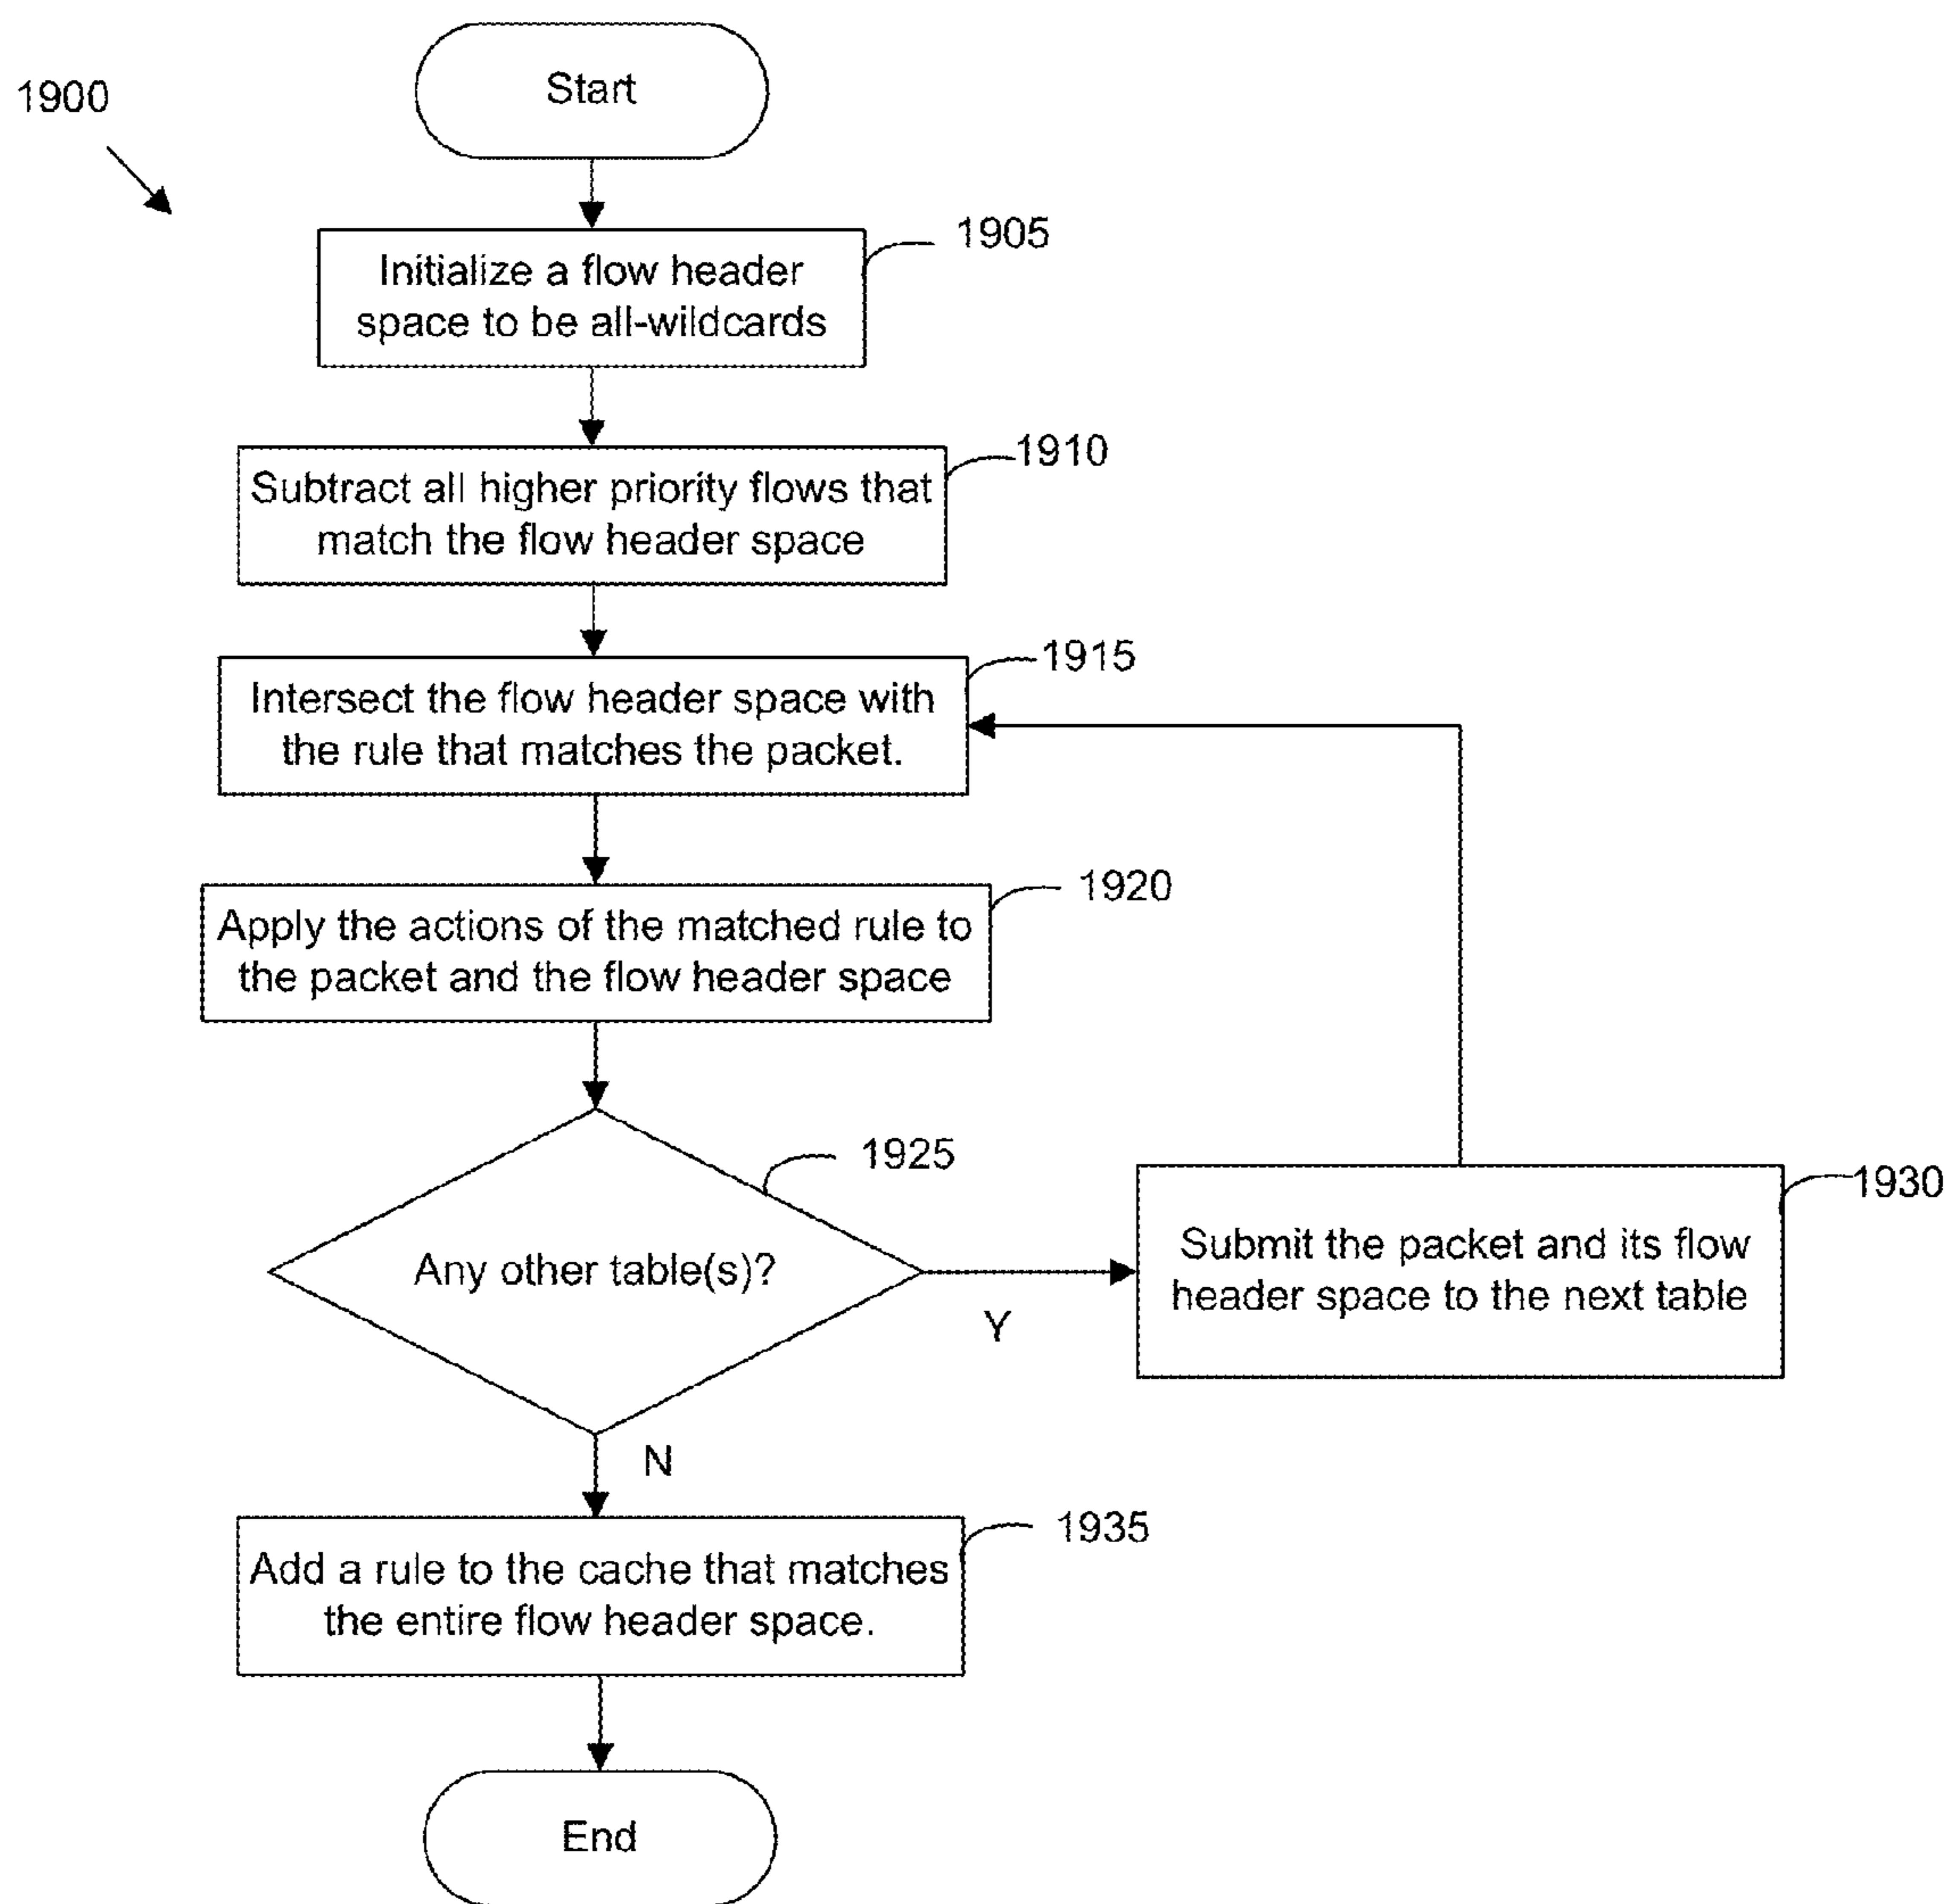 1900
Start
1905
Initialize a flow header
space to be all-wildcards
1910
Subtract all higher priority flows that
match the flow header space
1915
Intersect the flow header space with
the rule that matches the packet.
1920
Apply the actions of the matched rule to
the packet and the flow header space
1925
Any other table(s)?
Y
1930
Submit the packet and its flow
header space to the next table
N
1935
Add a rule to the cache that matches
the entire flow header space.
End